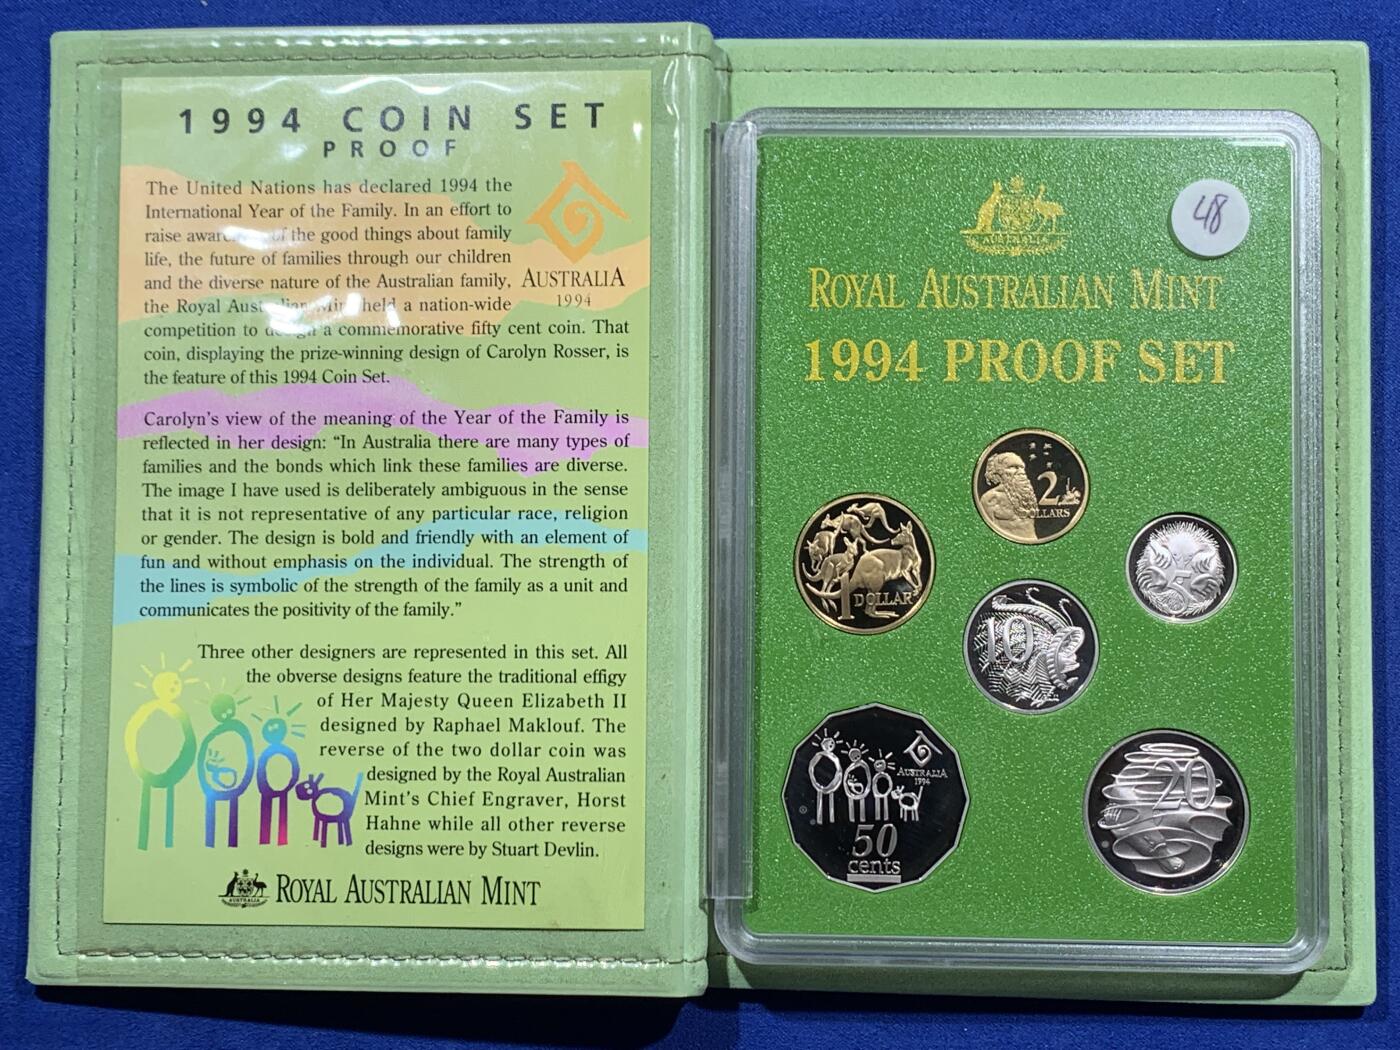 1994 COIN SET
PROOF
The United Nations has declared 1994 the
International Year of the Family. In an effort to
raise of the good things about family
life, the future of families through our children
and the diverse nature of the Australian family,
the Royal Australian Mint held a nation-wide
competition to design a commemorative fifty cent coin. That
coin, displaying the prize-winning design of Carolyn Rosser, is
the feature of this 1994 Coin Set.
AUSTRALIA
1994
Carolyn's view of the meaning of the Year of the Family is
reflected in her design: “In Australia there are many types of
families and the bonds which link these families are diverse.
The image I have used is deliberately ambiguous in the sense
that it is not representative of any particular race, religion
or gender. The design is bold and friendly with an element of
fun and without emphasis on the individual. The strength of
the lines is symbolic of the strength of the family as a unit and
communicates the positivity of the family.”
Three other designers are represented in this set. All
the obverse designs feature the traditional effigy
of Her Majesty Queen Elizabeth II
designed by Raphael Maklouf. The
reverse of the two dollar coin was
designed by the Royal Australian
Mint's Chief Engraver, Horst
Hahne while all other reverse
designs were by Stuart Devlin.
AUSTRALIA
ROYAL AUSTRALIAN MINT
48
AUSTRALIA
ROYAL AUSTRALIAN MINT
1994 PROOF SET
2
DOLLARS
1
DOLLAR
5
10
AUSTRALIA
1994
50
cents
20